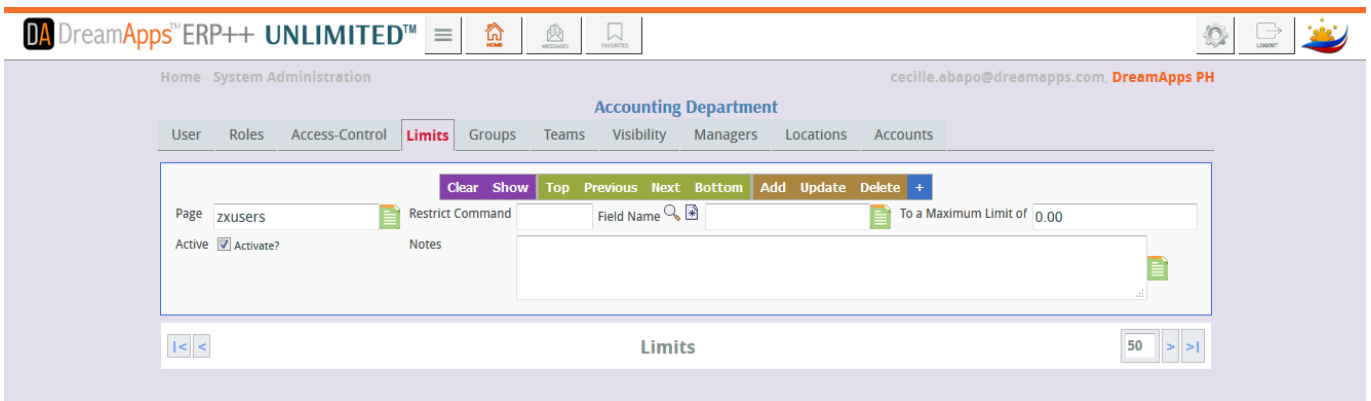 DA DreamApps™ ERP++ UNLIMITED™ HOME MESSAGES FAVORITES LOGOUT
Home System Administration cecille.abapo@dreamapps.com, DreamApps PH
Accounting Department
User Roles Access-Control Limits Groups Teams Visibility Managers Locations Accounts
Clear Show Top Previous Next Bottom Add Update Delete +
Page zxusers Restrict Command Field Name To a Maximum Limit of 0.00
Active Activate? Notes
|< < Limits 50 > >|